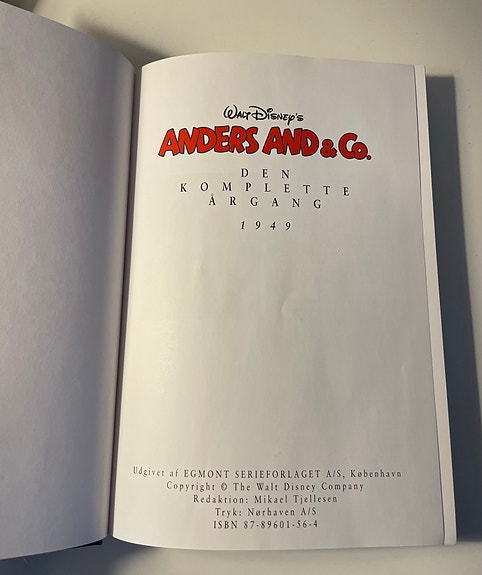 WALT DISNEY'S
ANDERS AND & Co.
DEN
KOMPLETTE
ÅRGANG
1949
Udgivet af EGMONT SERIEFORLAGET A/S, København
Copyright © The Walt Disney Company
Redaktion: Mikael Tjellesen
Tryk: Nørhaven A/S
ISBN 87-89601-56-4